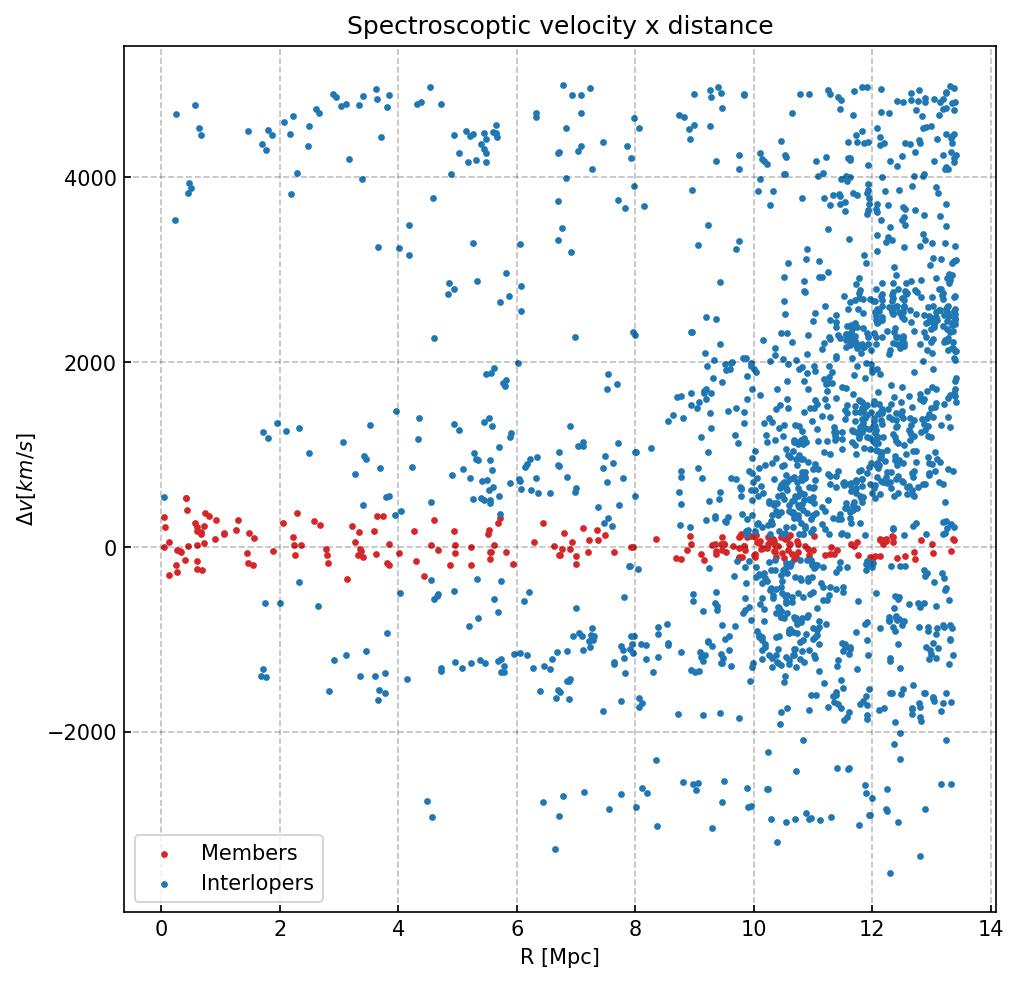 Spectroscoptic velocity x distance
Δv[km/s]
4000
2000
0
−2000
Members
Interlopers
0 2 4 6 8 10 12 14
R [Mpc]